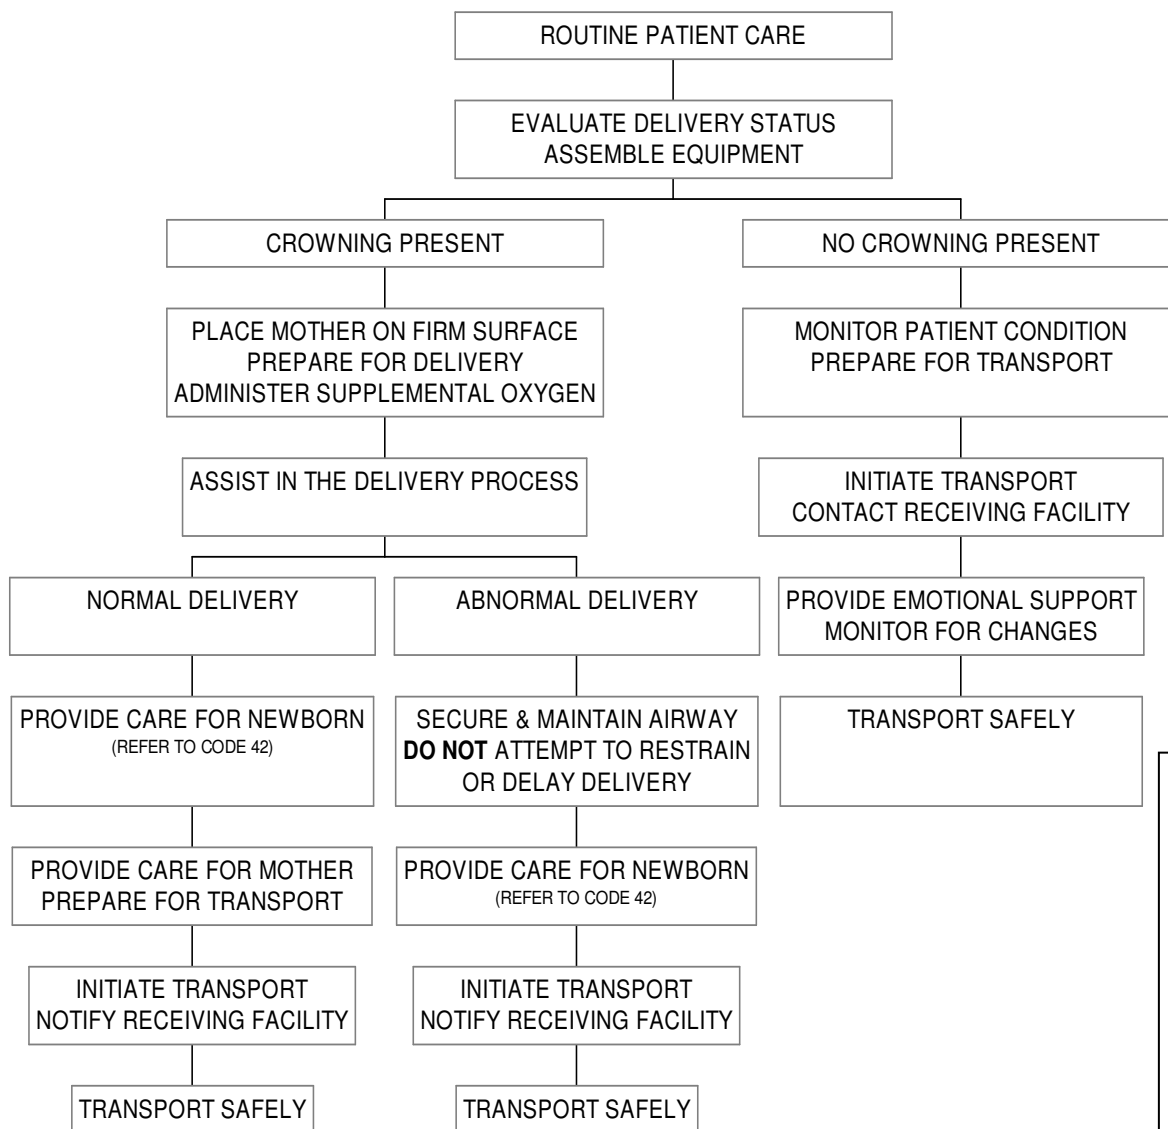 ROUTINE PATIENT CARE
EVALUATE DELIVERY STATUS
ASSEMBLE EQUIPMENT
CROWNING PRESENT
NO CROWNING PRESENT
PLACE MOTHER ON FIRM SURFACE
PREPARE FOR DELIVERY
ADMINISTER SUPPLEMENTAL OXYGEN
MONITOR PATIENT CONDITION
PREPARE FOR TRANSPORT
ASSIST IN THE DELIVERY PROCESS
INITIATE TRANSPORT
CONTACT RECEIVING FACILITY
NORMAL DELIVERY
ABNORMAL DELIVERY
PROVIDE EMOTIONAL SUPPORT
MONITOR FOR CHANGES
PROVIDE CARE FOR NEWBORN
(REFER TO CODE 42)
SECURE & MAINTAIN AIRWAY
DO NOT ATTEMPT TO RESTRAIN
OR DELAY DELIVERY
TRANSPORT SAFELY
PROVIDE CARE FOR MOTHER
PREPARE FOR TRANSPORT
PROVIDE CARE FOR NEWBORN
(REFER TO CODE 42)
INITIATE TRANSPORT
NOTIFY RECEIVING FACILITY
INITIATE TRANSPORT
NOTIFY RECEIVING FACILITY
TRANSPORT SAFELY
TRANSPORT SAFELY